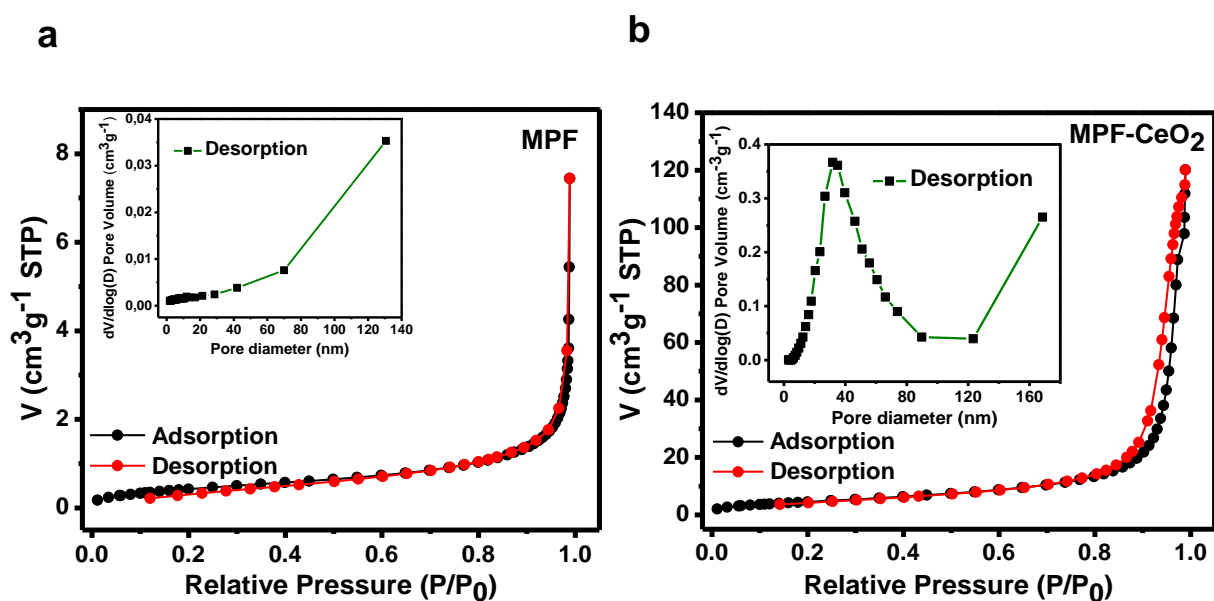 a
MPF
V (cm³g⁻¹ STP)
8
6
4
2
0
0.0 0.2 0.4 0.6 0.8 1.0
Relative Pressure (P/P₀)
Adsorption
Desorption
dV/dlog(D) Pore Volume (cm³g⁻¹)
0,04
0,03
0,02
0,01
0,00
0 20 40 60 80 100 120 140
Pore diameter (nm)
Desorption
b
MPF-CeO₂
V (cm³g⁻¹ STP)
140
120
100
80
60
40
20
0
0.0 0.2 0.4 0.6 0.8 1.0
Relative Pressure (P/P₀)
Adsorption
Desorption
dV/dlog(D) Pore Volume (cm⁻³g⁻¹)
0.4
0.3
0.2
0.1
0.0
0 40 80 120 160
Pore diameter (nm)
Desorption